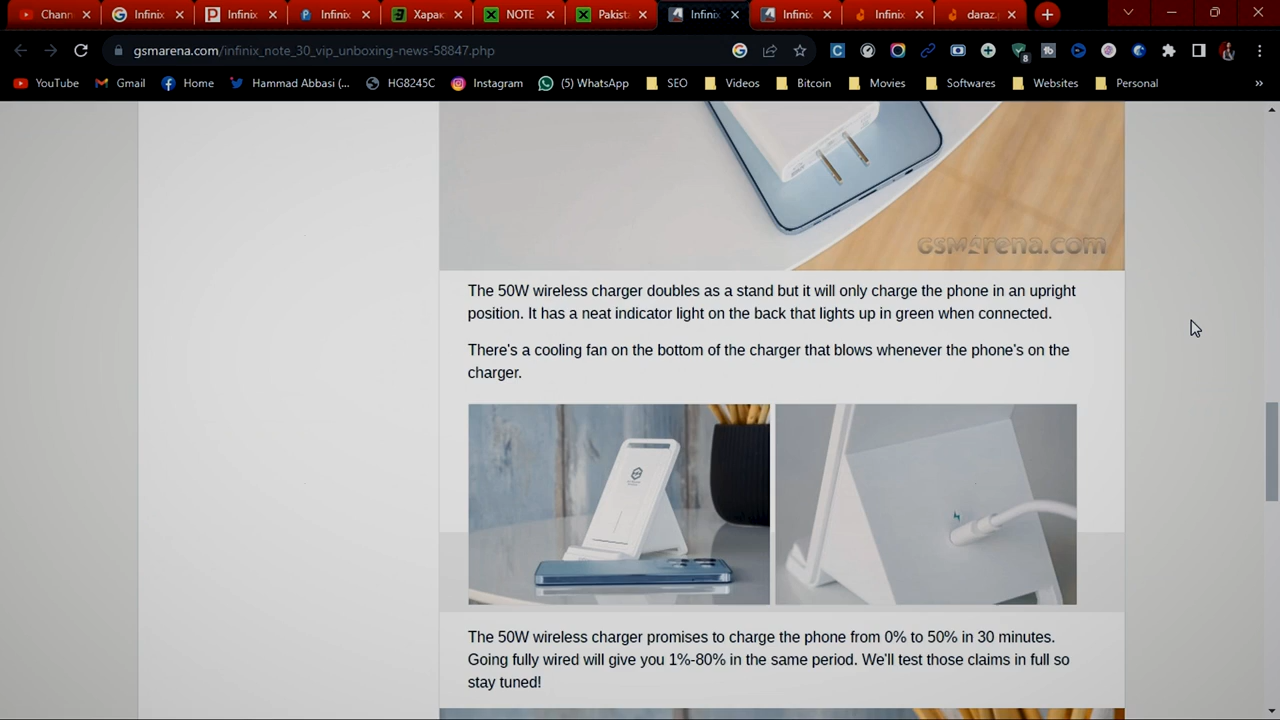 Chann
Infinix
Infinix
Infinix
Харак
NOTE
Pakist
Infinix
Infinix
Infinix
daraz.p
gsmarena.com/infinix_note_30_vip_unboxing-news-58847.php
8
YouTube
Gmail
Home
Hammad Abbasi (...
HG8245C
Instagram
(5) WhatsApp
SEO
Videos
Bitcoin
Movies
Softwares
Websites
Personal
»
GSMArena.com
The 50W wireless charger doubles as a stand but it will only charge the phone in an upright
position. It has a neat indicator light on the back that lights up in green when connected.
There's a cooling fan on the bottom of the charger that blows whenever the phone's on the
charger.
The 50W wireless charger promises to charge the phone from 0% to 50% in 30 minutes.
Going fully wired will give you 1%-80% in the same period. We'll test those claims in full so
stay tuned!